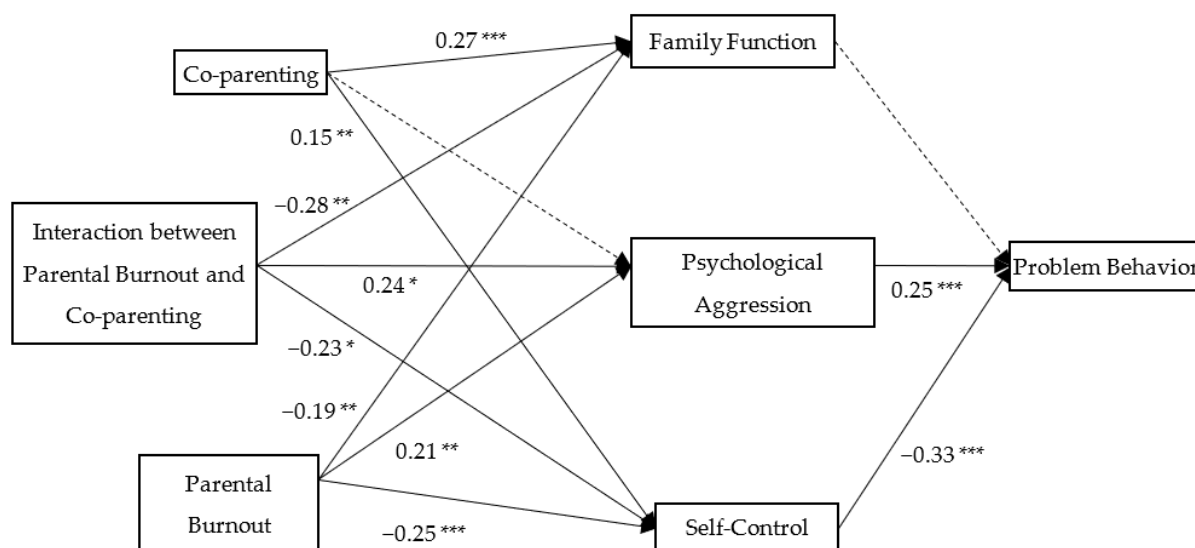 0.27 ***
Family Function
Co-parenting
0.15 **
−0.28 **
Interaction between
Parental Burnout and
Co-parenting
Psychological
Aggression
Problem Behavior
0.24 *
0.25 ***
−0.23 *
−0.19 **
0.21 **
−0.33 ***
Parental
Burnout
Self-Control
−0.25 ***